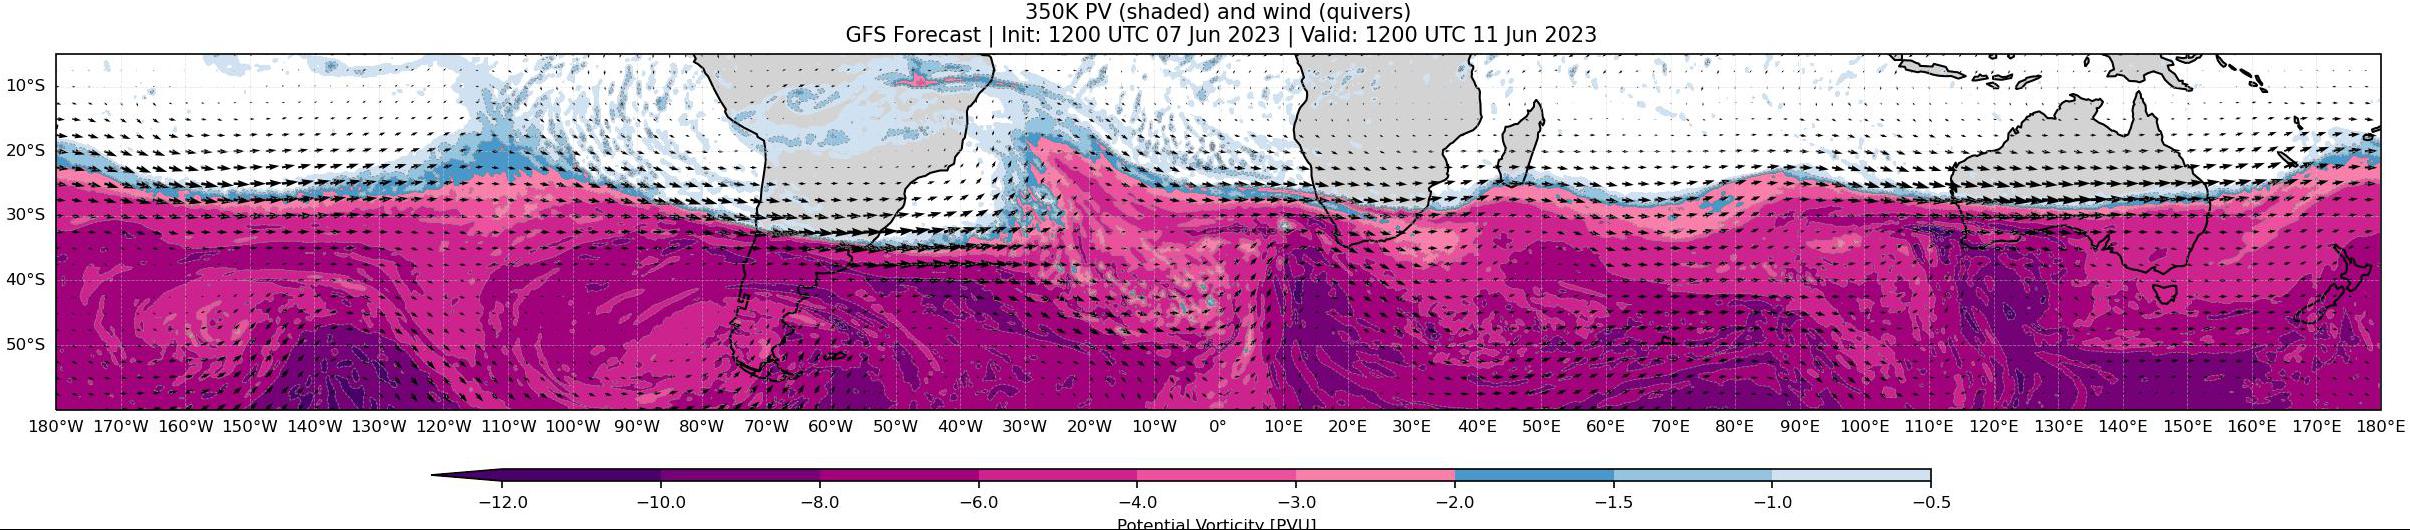 350K PV (shaded) and wind (quivers)
GFS Forecast | Init: 1200 UTC 07 Jun 2023 | Valid: 1200 UTC 11 Jun 2023
10°S
20°S
30°S
40°S
50°S
180°W 170°W 160°W 150°W 140°W 130°W 120°W 110°W 100°W 90°W 80°W 70°W 60°W 50°W 40°W 30°W 20°W 10°W 0° 10°E 20°E 30°E 40°E 50°E 60°E 70°E 80°E 90°E 100°E 110°E 120°E 130°E 140°E 150°E 160°E 170°E 180°E
−12.0 −10.0 −8.0 −6.0 −4.0 −3.0 −2.0 −1.5 −1.0 −0.5
Potential Vorticity [PVU]